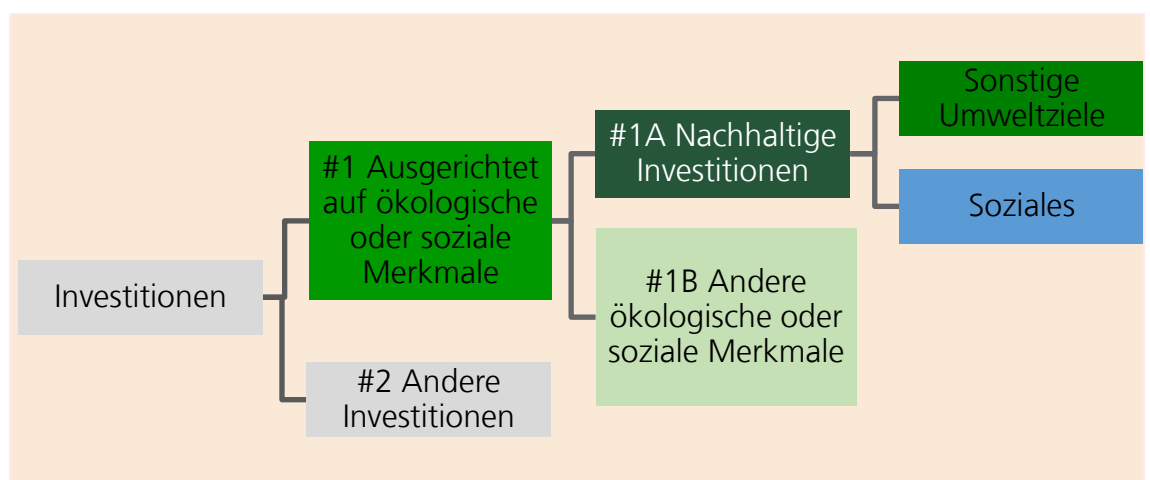 Investitionen
#1 Ausgerichtet
auf ökologische
oder soziale
Merkmale
#2 Andere
Investitionen
#1A Nachhaltige
Investitionen
#1B Andere
ökologische oder
soziale Merkmale
Sonstige
Umweltziele
Soziales